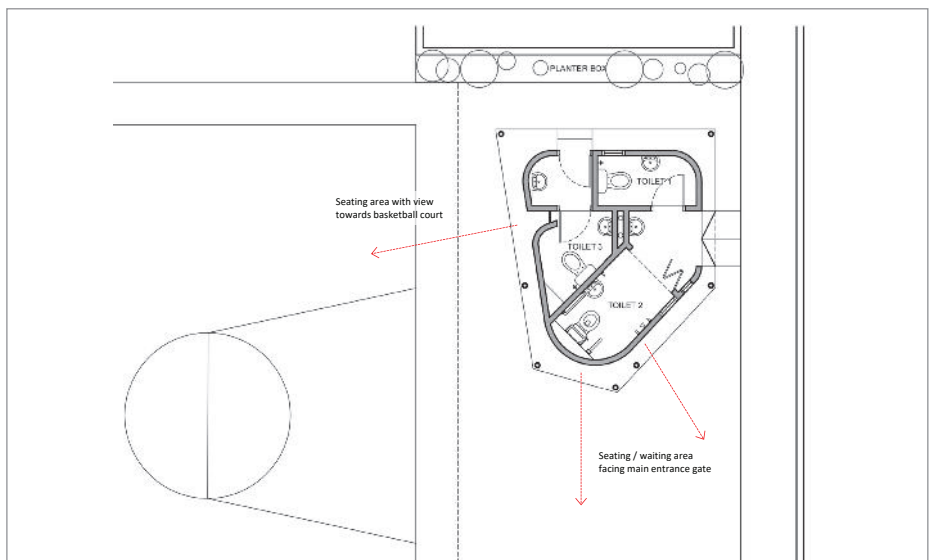 PLANTER BOX
TOILET 1
Seating area with view
towards basketball court
TOILET 3
TOILET 2
Seating / waiting area
facing main entrance gate